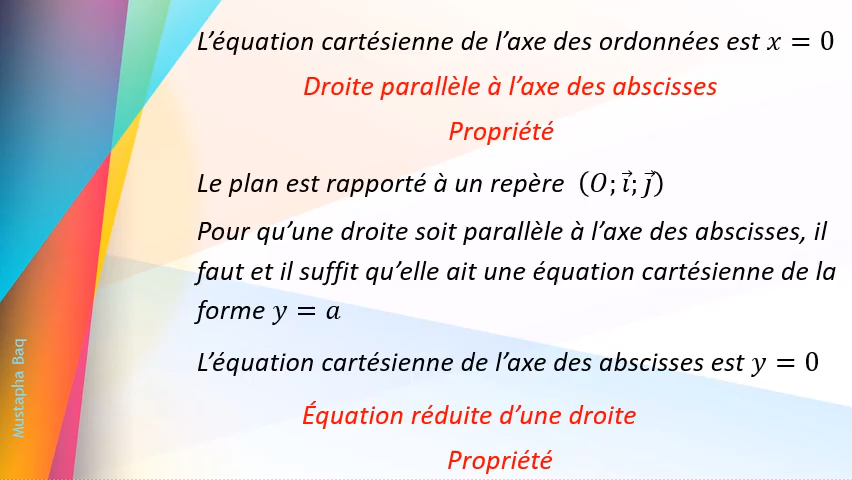 L’équation cartésienne de l’axe des ordonnées est 𝑥 = 0
Droite parallèle à l’axe des abscisses
Propriété
Le plan est rapporté à un repère (𝑂; 𝚤⃗; 𝚥⃗)
Pour qu’une droite soit parallèle à l’axe des abscisses, il
faut et il suffit qu’elle ait une équation cartésienne de la
forme 𝑦 = 𝑎
L’équation cartésienne de l’axe des abscisses est 𝑦 = 0
Équation réduite d’une droite
Propriété
Mustapha Baq